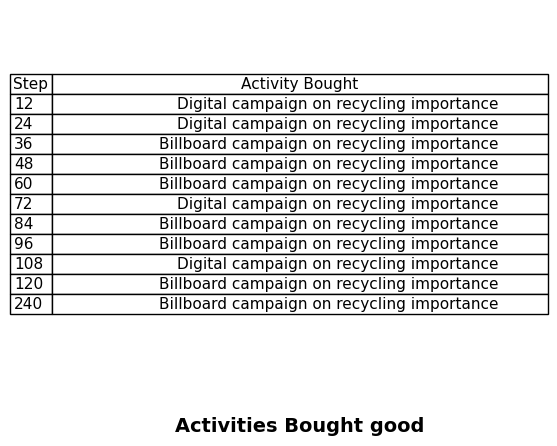 Step Activity Bought
12 Digital campaign on recycling importance
24 Digital campaign on recycling importance
36 Billboard campaign on recycling importance
48 Billboard campaign on recycling importance
60 Billboard campaign on recycling importance
72 Digital campaign on recycling importance
84 Billboard campaign on recycling importance
96 Billboard campaign on recycling importance
108 Digital campaign on recycling importance
120 Billboard campaign on recycling importance
240 Billboard campaign on recycling importance
Activities Bought good